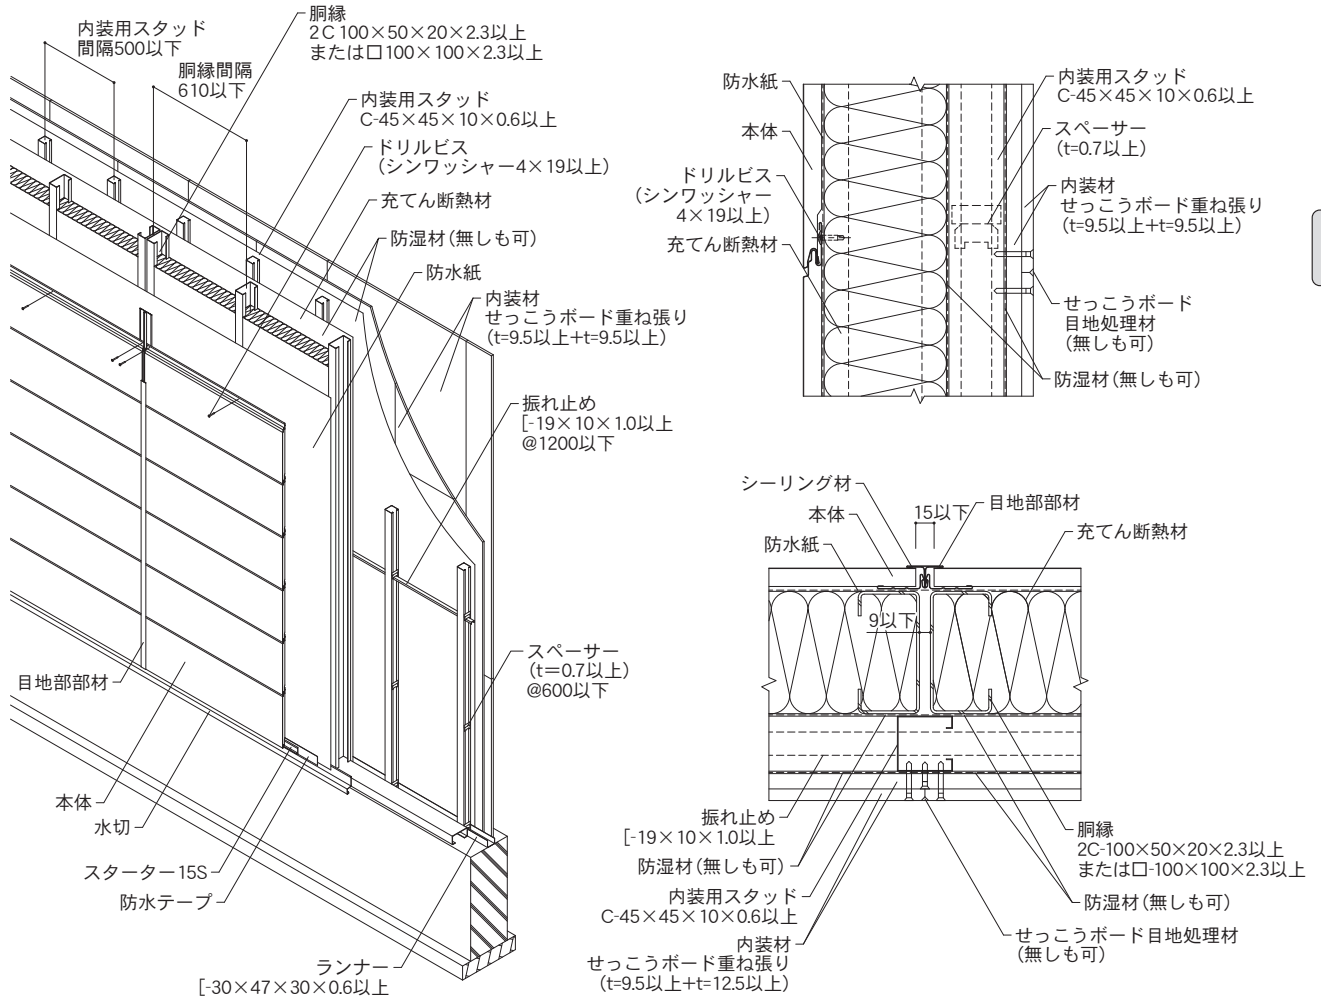 内装用スタッド
間隔500以下
胴縁
2C 100×50×20×2.3以上
または□100×100×2.3以上
胴縁間隔
610以下
内装用スタッド
C-45×45×10×0.6以上
ドリルビス
(シンワッシャー4×19以上)
充てん断熱材
防湿材(無しも可)
防水紙
内装材
せっこうボード重ね張り
(t=9.5以上+t=9.5以上)
振れ止め
[-19×10×1.0以上
@1200以下
スペーサー
(t=0.7以上)
@600以下
目地部部材
本体
水切
スターター15S
防水テープ
ランナー
[-30×47×30×0.6以上
防水紙
本体
ドリルビス
(シンワッシャー
4×19以上)
充てん断熱材
内装用スタッド
C-45×45×10×0.6以上
スペーサー
(t=0.7以上)
内装材
せっこうボード重ね張り
(t=9.5以上+t=9.5以上)
せっこうボード
目地処理材
(無しも可)
防湿材(無しも可)
シーリング材
本体
防水紙
15以下
目地部部材
充てん断熱材
9以下
振れ止め
[-19×10×1.0以上
防湿材(無しも可)
内装用スタッド
C-45×45×10×0.6以上
内装材
せっこうボード重ね張り
(t=9.5以上+t=12.5以上)
胴縁
2C-100×50×20×2.3以上
または□-100×100×2.3以上
防湿材(無しも可)
せっこうボード目地処理材
(無しも可)